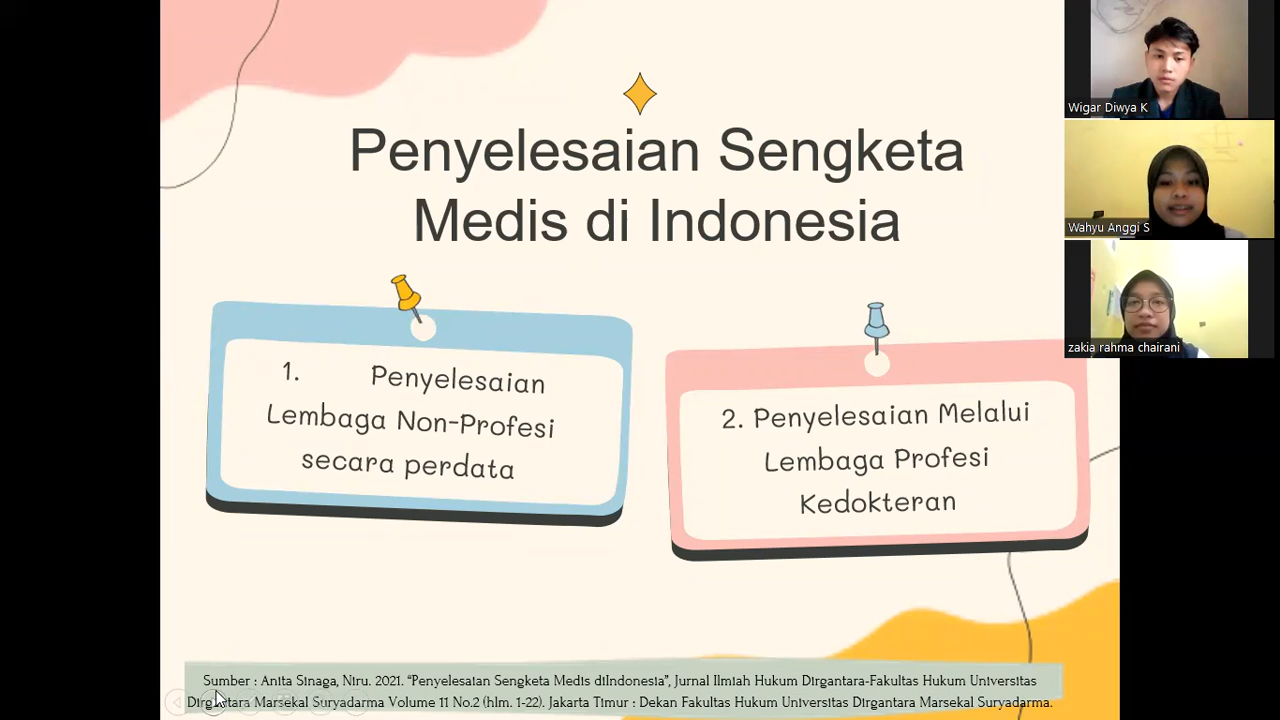 Penyelesaian Sengketa
Medis di Indonesia
1. Penyelesaian
Lembaga Non-Profesi
secara perdata
2. Penyelesaian Melalui
Lembaga Profesi
Kedokteran
Sumber : Anita Sinaga, Niru. 2021. “Penyelesaian Sengketa Medis diIndonesia”, Jurnal Ilmiah Hukum Dirgantara-Fakultas Hukum Universitas
Dirgantara Marsekal Suryadarma Volume 11 No.2 (hlm. 1-22). Jakarta Timur : Dekan Fakultas Hukum Universitas Dirgantara Marsekal Suryadarma.
Wigar Diwya K
Wahyu Anggi S
zakia rahma chairani